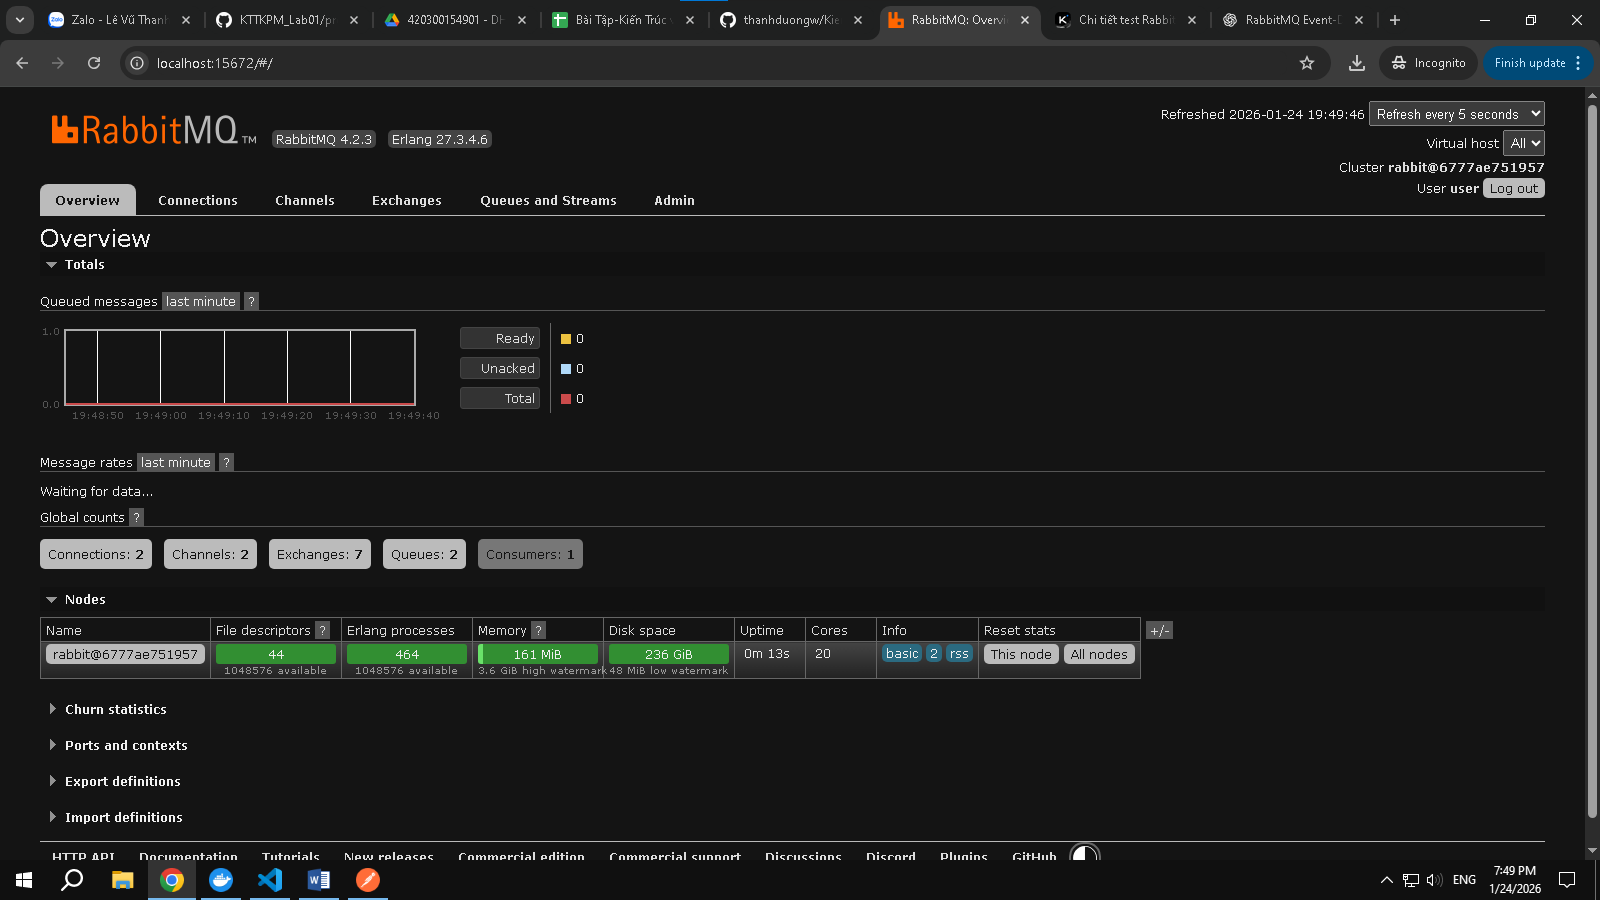 Zalo - Lê Vũ Thanh
KTTKPM_Lab01/pr
420300154901 - DH
Bài Tập-Kiến Trúc
thanhduongw/Kie
RabbitMQ: Overvi
Chi tiết test Rabbit
RabbitMQ Event-D
localhost:15672/#/
Incognito
Finish update
RabbitMQ TM
RabbitMQ 4.2.3
Erlang 27.3.4.6
Refreshed 2026-01-24 19:49:46 Refresh every 5 seconds
Virtual host All
Cluster rabbit@6777ae751957
User user Log out
Overview Connections Channels Exchanges Queues and Streams Admin
Overview
Totals
Queued messages last minute ?
1.0
0.0
19:48:50 19:49:00 19:49:10 19:49:20 19:49:30 19:49:40
Ready 0
Unacked 0
Total 0
Message rates last minute ?
Waiting for data...
Global counts ?
Connections: 2 Channels: 2 Exchanges: 7 Queues: 2 Consumers: 1
Nodes
Name File descriptors ? Erlang processes Memory ? Disk space Uptime Cores Info Reset stats +/-
rabbit@6777ae751957 44 464 161 MiB 236 GiB 0m 13s 20 basic 2 rss This node All nodes
1048576 available 1048576 available 3.6 GiB high watermark 48 MiB low watermark
Churn statistics
Ports and contexts
Export definitions
Import definitions
HTTP API Documentation Tutorials New releases Commercial edition Commercial support Discussions Discord Plugins GitHub
ENG
7:49 PM
1/24/2026